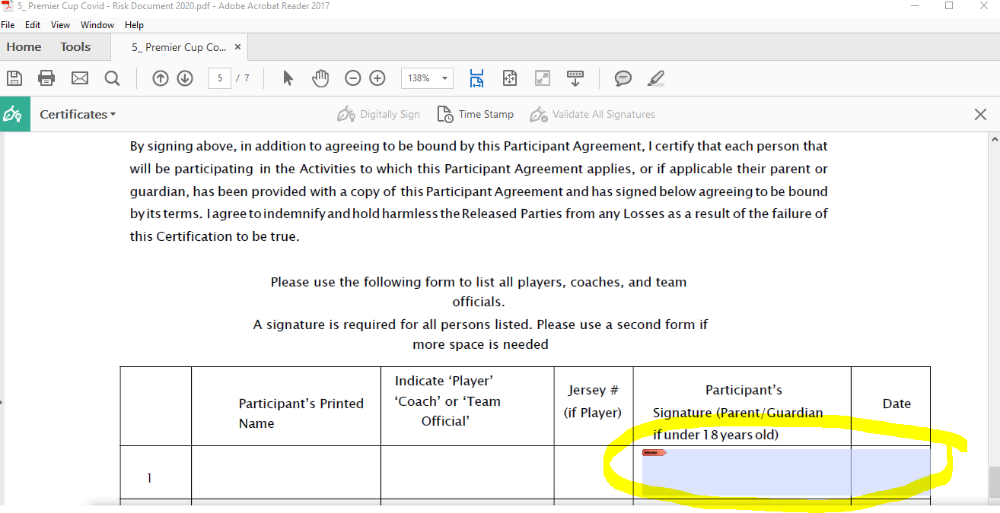 5_ Premier Cup Covid - Risk Document 2020.pdf - Adobe Acrobat Reader 2017
File Edit View Window Help
Home Tools 5_ Premier Cup Co... ×
5 / 7 138%
Certificates Digitally Sign Time Stamp Validate All Signatures
By signing above, in addition to agreeing to be bound by this Participant Agreement, I certify that each person that
will be participating in the Activities to which this Participant Agreement applies, or if applicable their parent or
guardian, has been provided with a copy of this Participant Agreement and has signed below agreeing to be bound
by its terms. I agree to indemnify and hold harmless the Released Parties from any Losses as a result of the failure of
this Certification to be true.
Please use the following form to list all players, coaches, and team
officials.
A signature is required for all persons listed. Please use a second form if
more space is needed
Participant's Printed
Name
Indicate ‘Player’
‘Coach’ or ‘Team
Official’
Jersey #
(if Player)
Participant's
Signature (Parent/Guardian
if under 18 years old)
Date
1